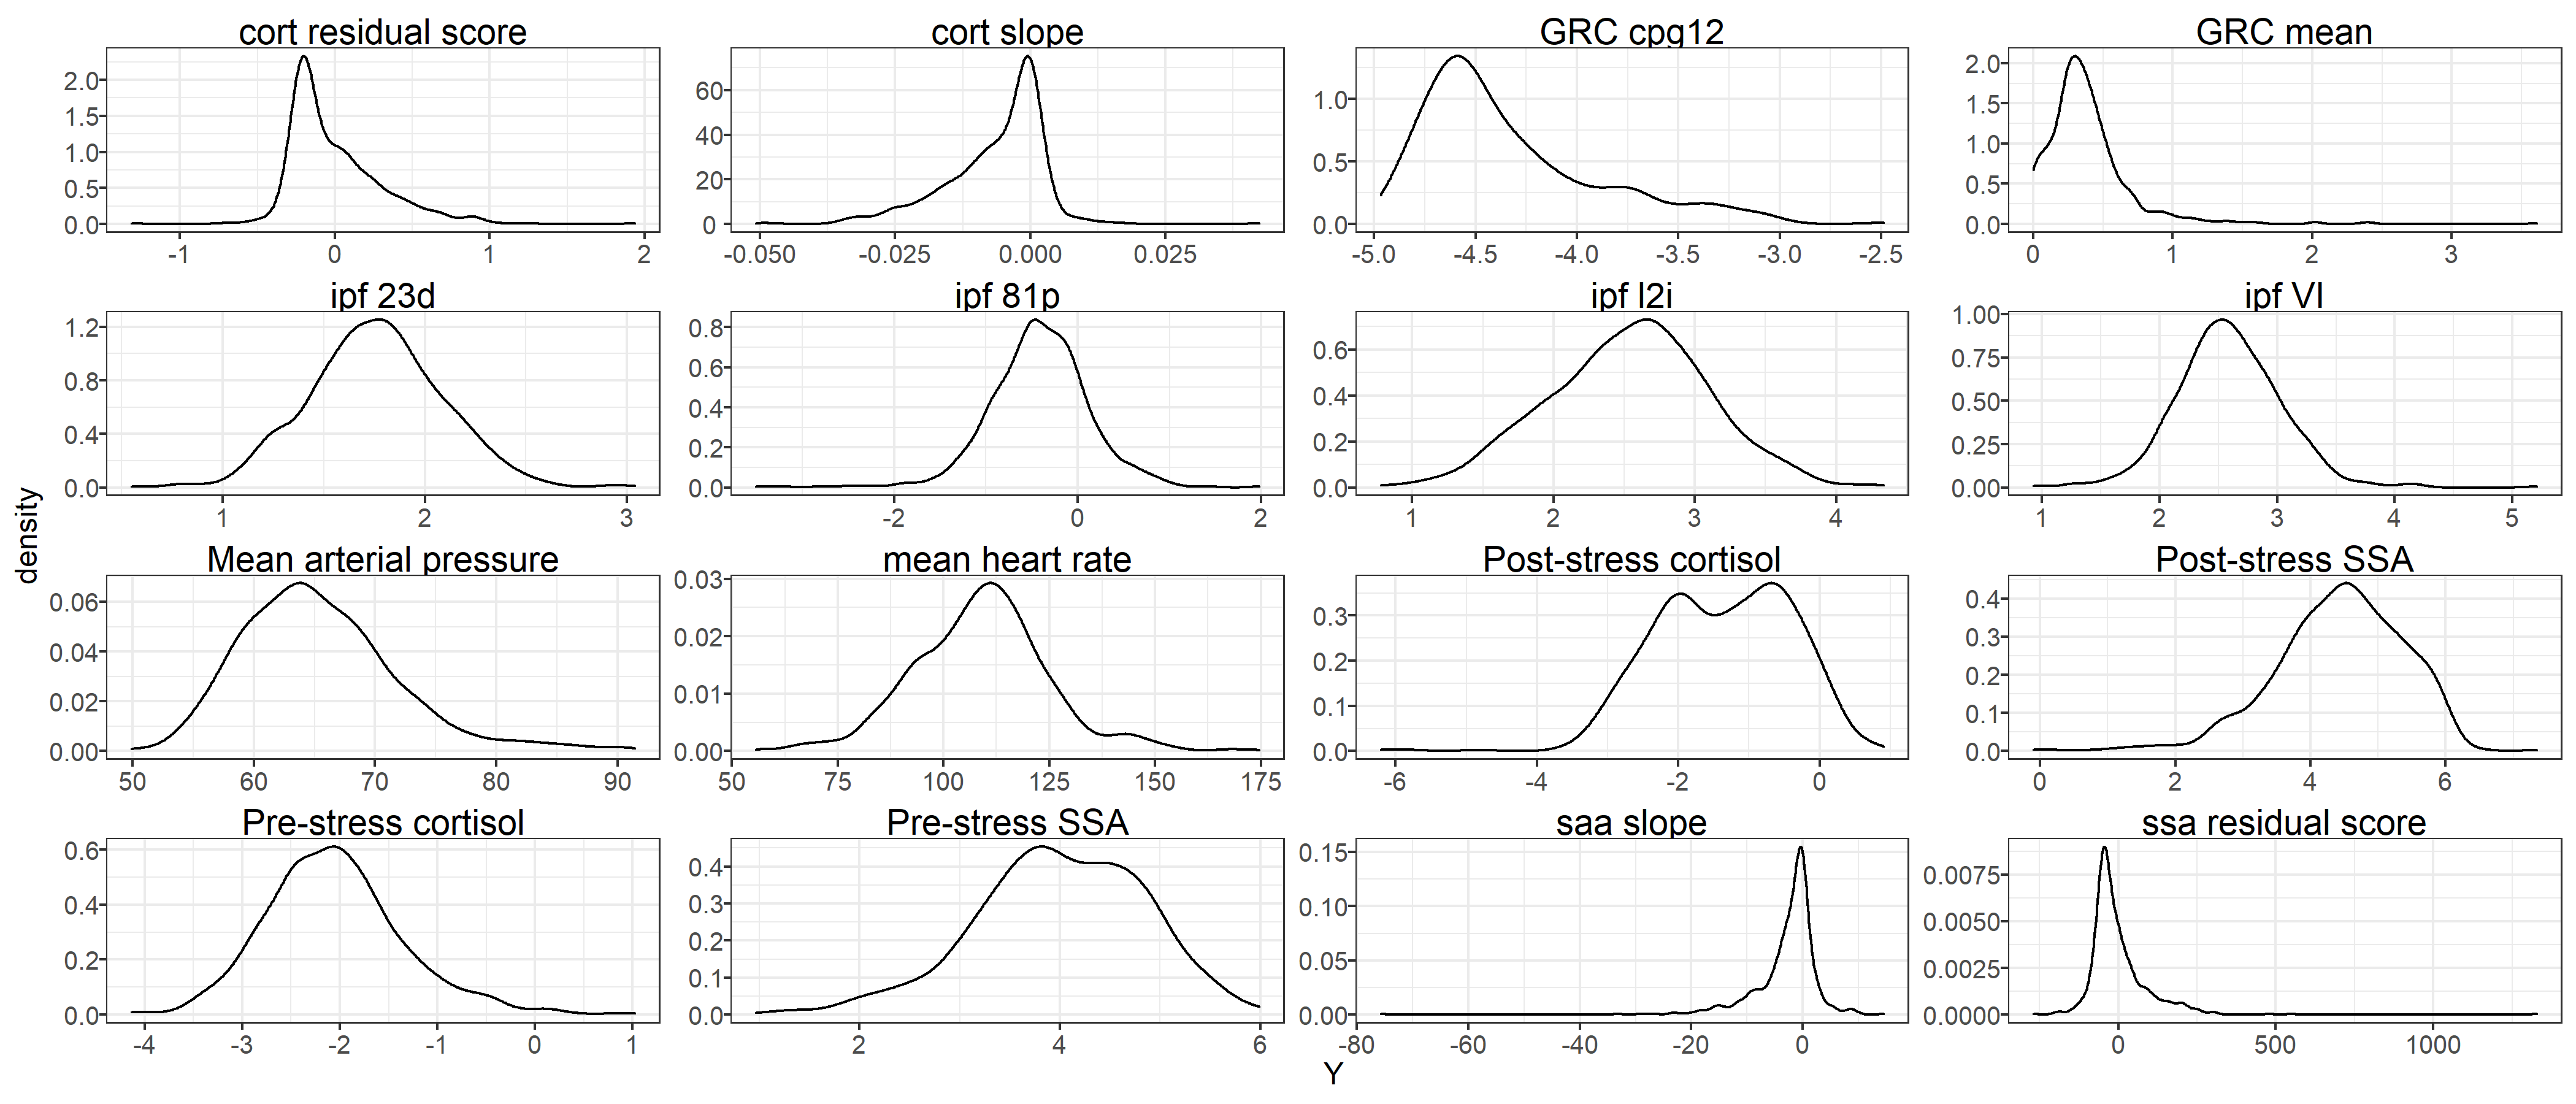 cort residual score
cort slope
GRC cpg12
GRC mean
2.0
1.5
1.0
0.5
0.0
-1 0 1 2
60
40
20
0
-0.050 -0.025 0.000 0.025
1.0
0.5
0.0
-5.0 -4.5 -4.0 -3.5 -3.0 -2.5
2.0
1.5
1.0
0.5
0.0
0 1 2 3
ipf 23d
ipf 81p
ipf l2i
ipf VI
1.2
0.8
0.4
0.0
1 2 3
0.8
0.6
0.4
0.2
0.0
-2 0 2
0.6
0.4
0.2
0.0
1 2 3 4
1.00
0.75
0.50
0.25
0.00
1 2 3 4 5
density
Mean arterial pressure
mean heart rate
Post-stress cortisol
Post-stress SSA
0.06
0.04
0.02
0.00
50 60 70 80 90
0.03
0.02
0.01
0.00
50 75 100 125 150 175
0.3
0.2
0.1
0.0
-6 -4 -2 0
0.4
0.3
0.2
0.1
0.0
0 2 4 6
Pre-stress cortisol
Pre-stress SSA
saa slope
ssa residual score
0.6
0.4
0.2
0.0
-4 -3 -2 -1 0 1
0.4
0.3
0.2
0.1
0.0
2 4 6
0.15
0.10
0.05
0.00
-80 -60 -40 -20 0
0.0075
0.0050
0.0025
0.0000
0 500 1000
Y